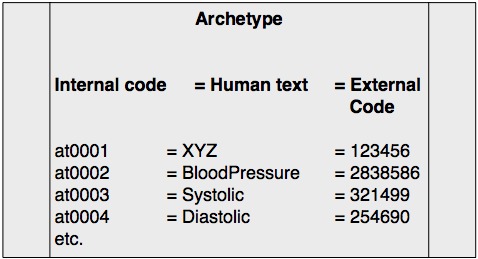 Archetype
Internal code = Human text = External
Code
at0001 = XYZ = 123456
at0002 = BloodPressure = 2838586
at0003 = Systolic = 321499
at0004 = Diastolic = 254690
etc.